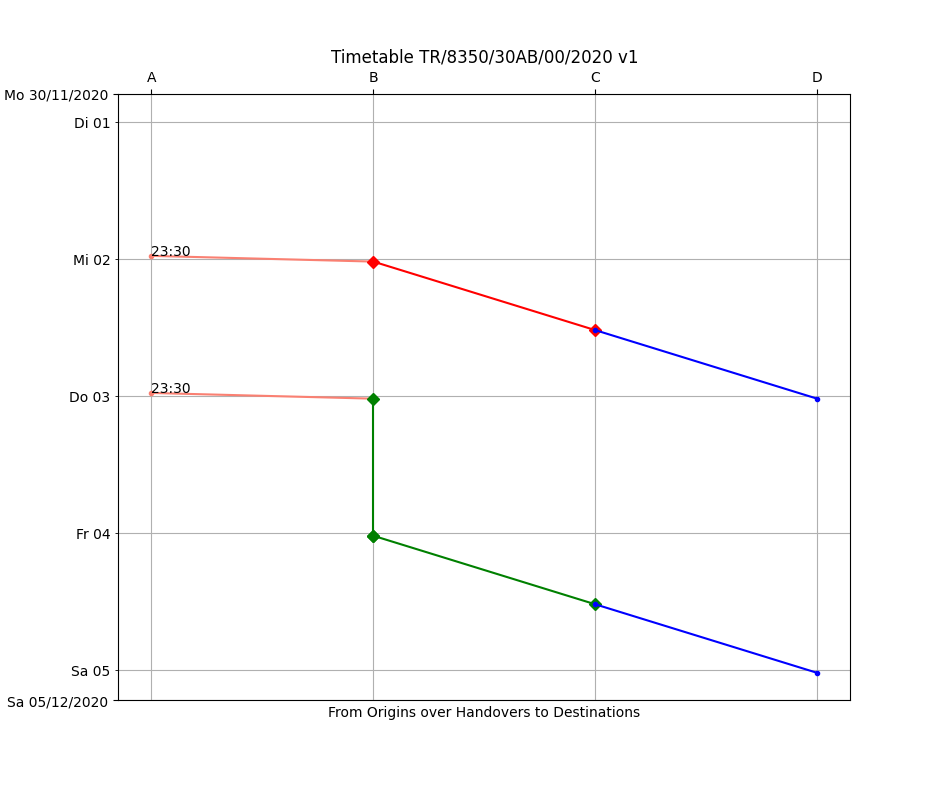 Timetable TR/8350/30AB/00/2020 v1
A B C D
Mo 30/11/2020
Di 01
23:30
Mi 02
23:30
Do 03
Fr 04
Sa 05
Sa 05/12/2020
From Origins over Handovers to Destinations